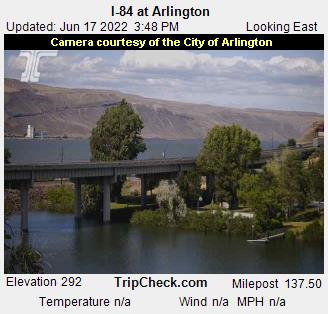 I-84 at Arlington
Updated: Jun 17 2022 3:48 PM Looking East
Camera courtesy of the City of Arlington
Elevation 292 TripCheck.com Milepost 137.50
Temperature n/a Wind n/a MPH n/a